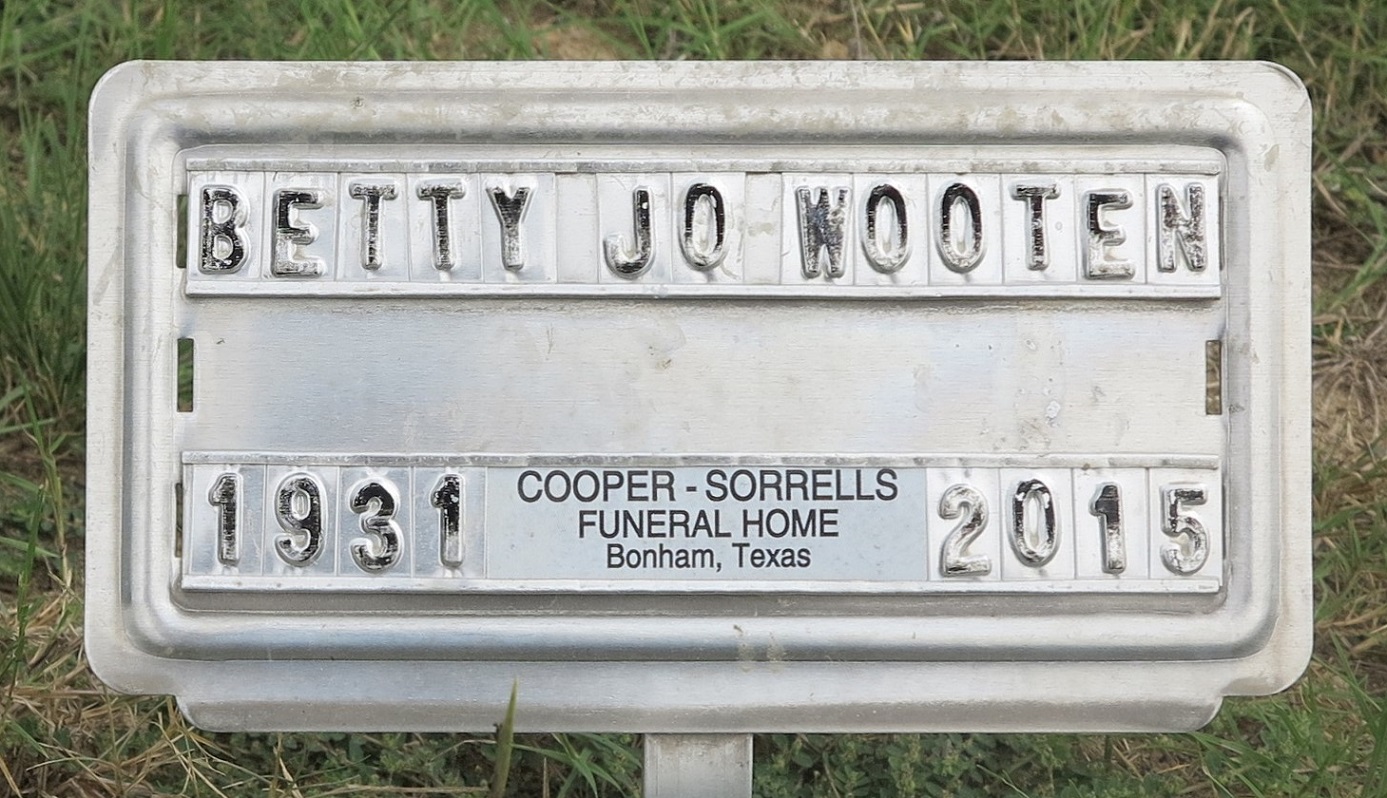 BETTY JO WOOTEN
1931 2015
COOPER - SORRELLS
FUNERAL HOME
Bonham, Texas